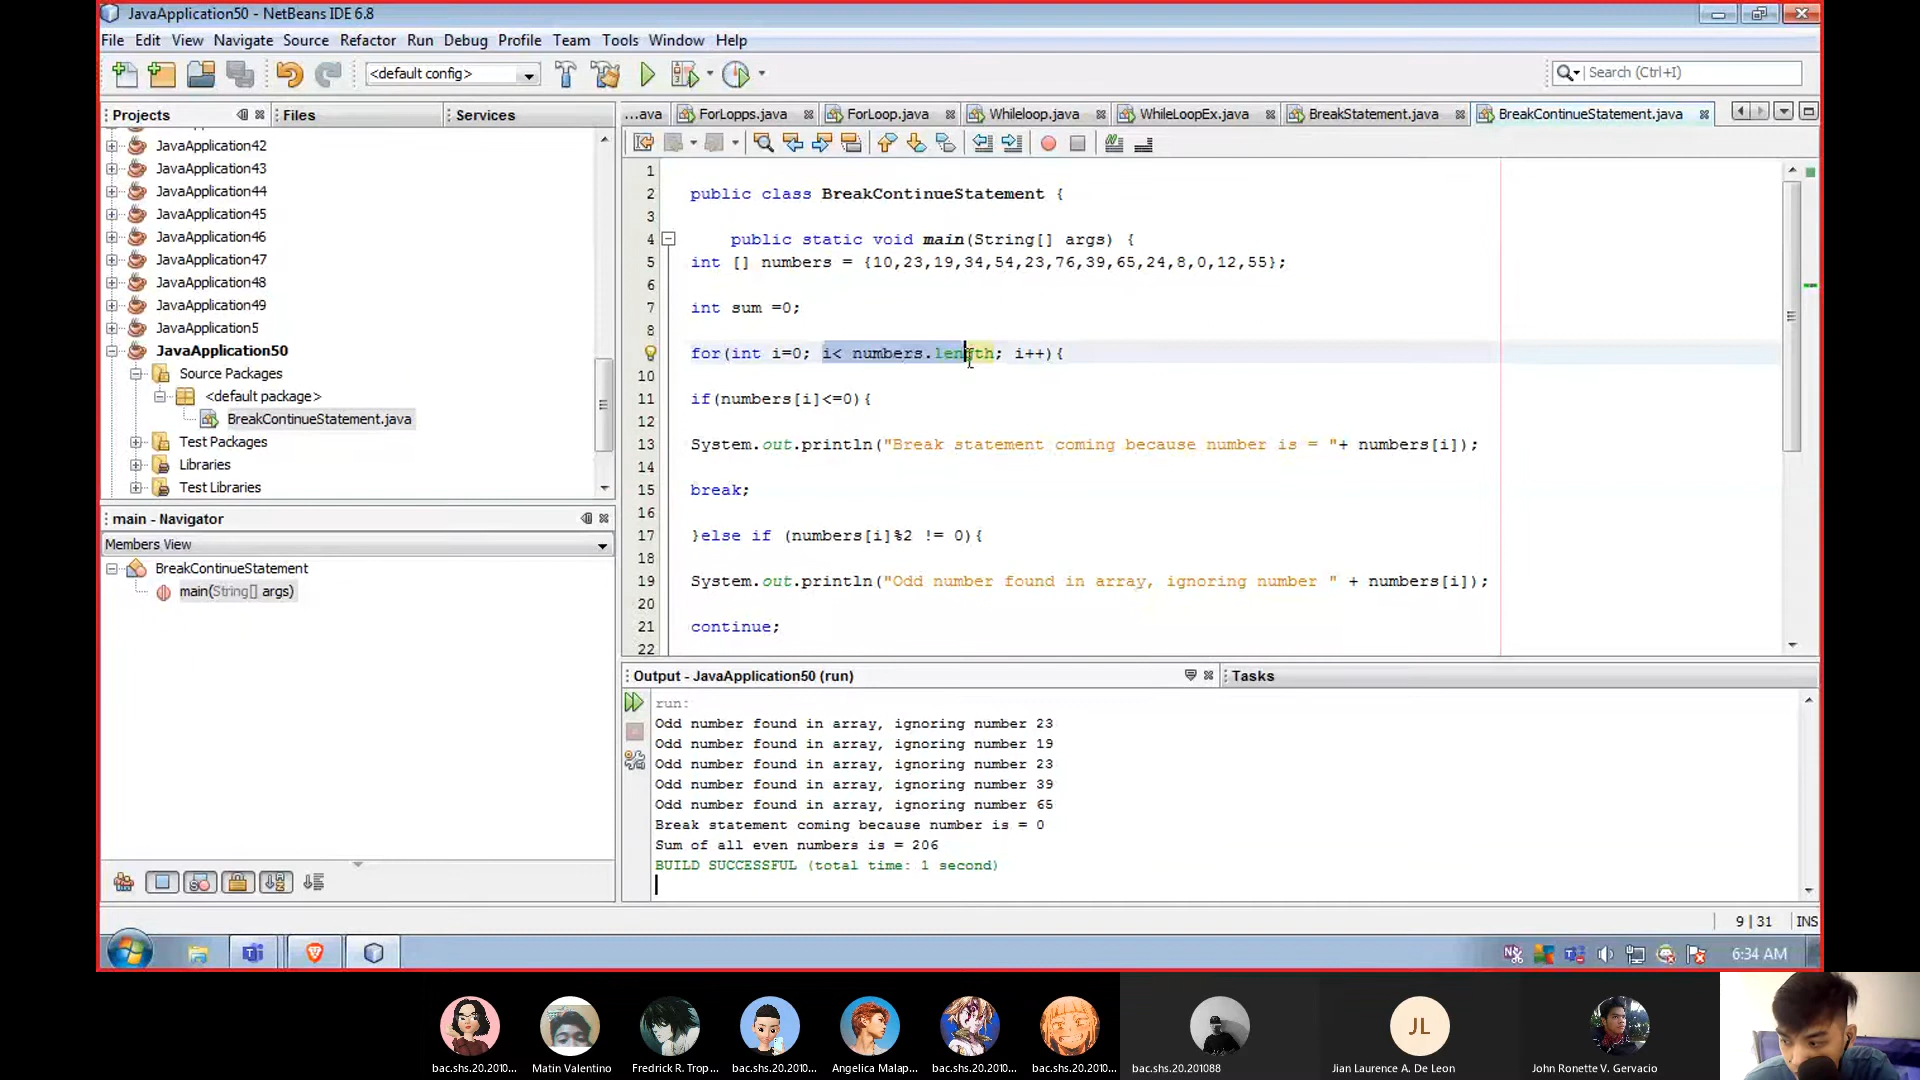 JavaApplication50 - NetBeans IDE 6.8
File Edit View Navigate Source Refactor Run Debug Profile Team Tools Window Help
<default config>
Search (Ctrl+I)
Projects
Files
Services
JavaApplication42
JavaApplication43
JavaApplication44
JavaApplication45
JavaApplication46
JavaApplication47
JavaApplication48
JavaApplication49
JavaApplication5
JavaApplication50
Source Packages
<default package>
BreakContinueStatement.java
Test Packages
Libraries
Test Libraries
main - Navigator
Members View
BreakContinueStatement
main(String[] args)
...ava ForLopps.java ForLoop.java Whileloop.java WhileLoopEx.java BreakStatement.java BreakContinueStatement.java
1
2 public class BreakContinueStatement {
3
4 public static void main(String[] args) {
5 int [] numbers = {10,23,19,34,54,23,76,39,65,24,8,0,12,55};
6
7 int sum =0;
8
for(int i=0; i< numbers.length; i++){
10
11 if(numbers[i]<=0){
12
13 System.out.println("Break statement coming because number is = "+ numbers[i]);
14
15 break;
16
17 }else if (numbers[i]%2 != 0){
18
19 System.out.println("Odd number found in array, ignoring number " + numbers[i]);
20
21 continue;
22
Output - JavaApplication50 (run)
Tasks
run:
Odd number found in array, ignoring number 23
Odd number found in array, ignoring number 19
Odd number found in array, ignoring number 23
Odd number found in array, ignoring number 39
Odd number found in array, ignoring number 65
Break statement coming because number is = 0
Sum of all even numbers is = 206
BUILD SUCCESSFUL (total time: 1 second)
9 | 31 INS
6:34 AM
JL
bac.shs.20.2010... Matin Valentino Fredrick R. Trop... bac.shs.20.2010... Angelica Malap... bac.shs.20.2010... bac.shs.20.2010... bac.shs.20.201088 Jian Laurence A. De Leon John Ronette V. Gervacio